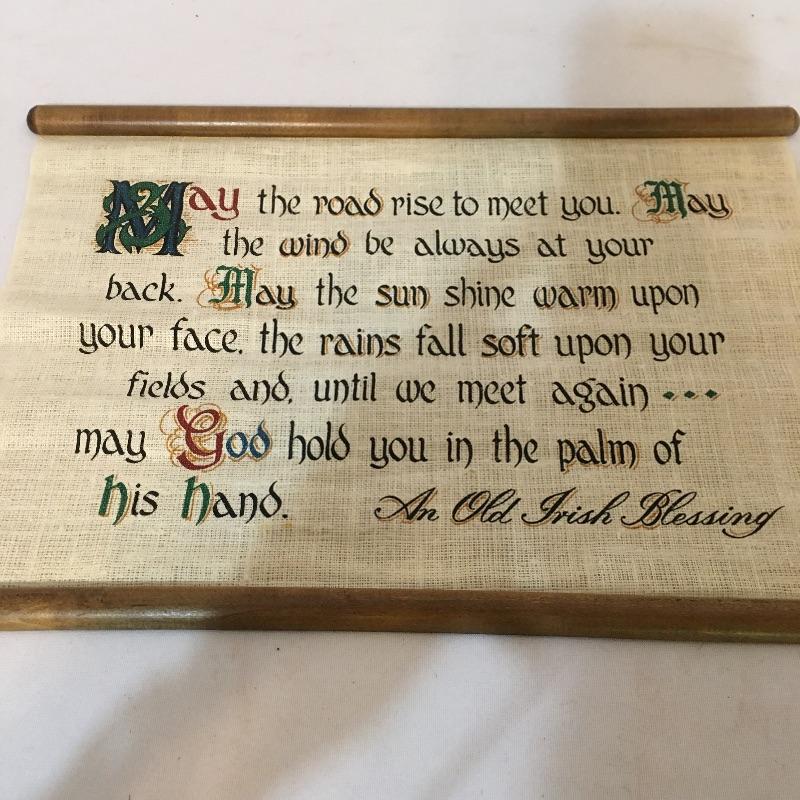 May the road rise to meet you. May
the wind be always at your
back. May the sun shine warm upon
your face, the rains fall soft upon your
fields and, until we meet again...
may God hold you in the palm of
his hand. An Old Irish Blessing